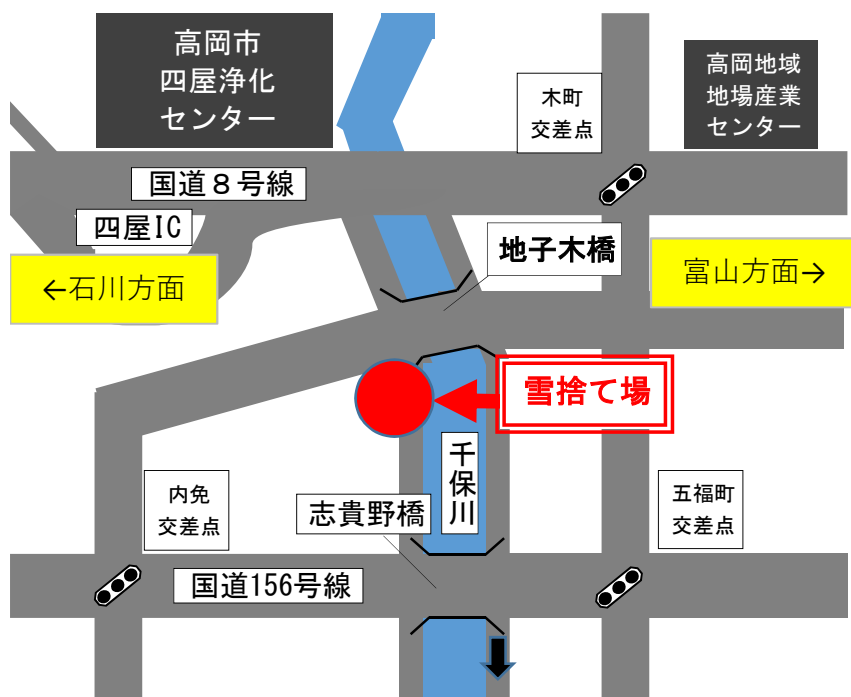 高岡市
四屋浄化
センター
木町
交差点
高岡地域
地場産業
センター
国道８号線
四屋IC
地子木橋
←石川方面
富山方面→
雪捨て場
千保川
内免
交差点
志貴野橋
五福町
交差点
国道156号線